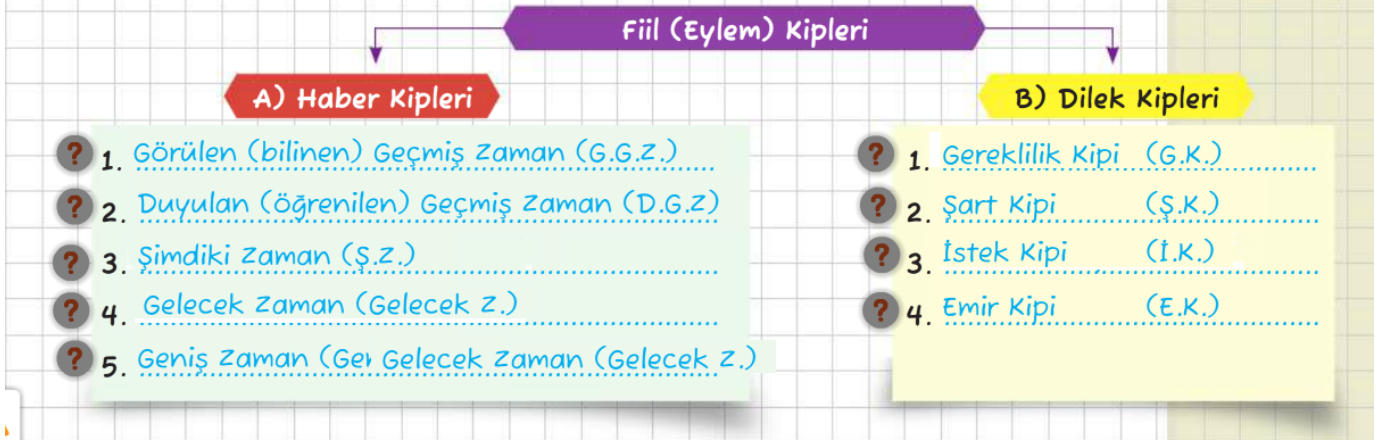 Fiil (Eylem) Kipleri
A) Haber Kipleri
? 1. Görülen (bilinen) Geçmiş Zaman (G.G.Z.)
? 2. Duyulan (öğrenilen) Geçmiş Zaman (D.G.Z)
? 3. Şimdiki Zaman (Ş.Z.)
? 4. Gelecek Zaman (Gelecek Z.)
? 5. Geniş Zaman (Ge Gelecek Zaman (Gelecek Z.)
B) Dilek Kipleri
? 1. Gereklilik Kipi (G.K.)
? 2. Şart Kipi (Ş.K.)
? 3. İstek Kipi (İ.K.)
? 4. Emir Kipi (E.K.)